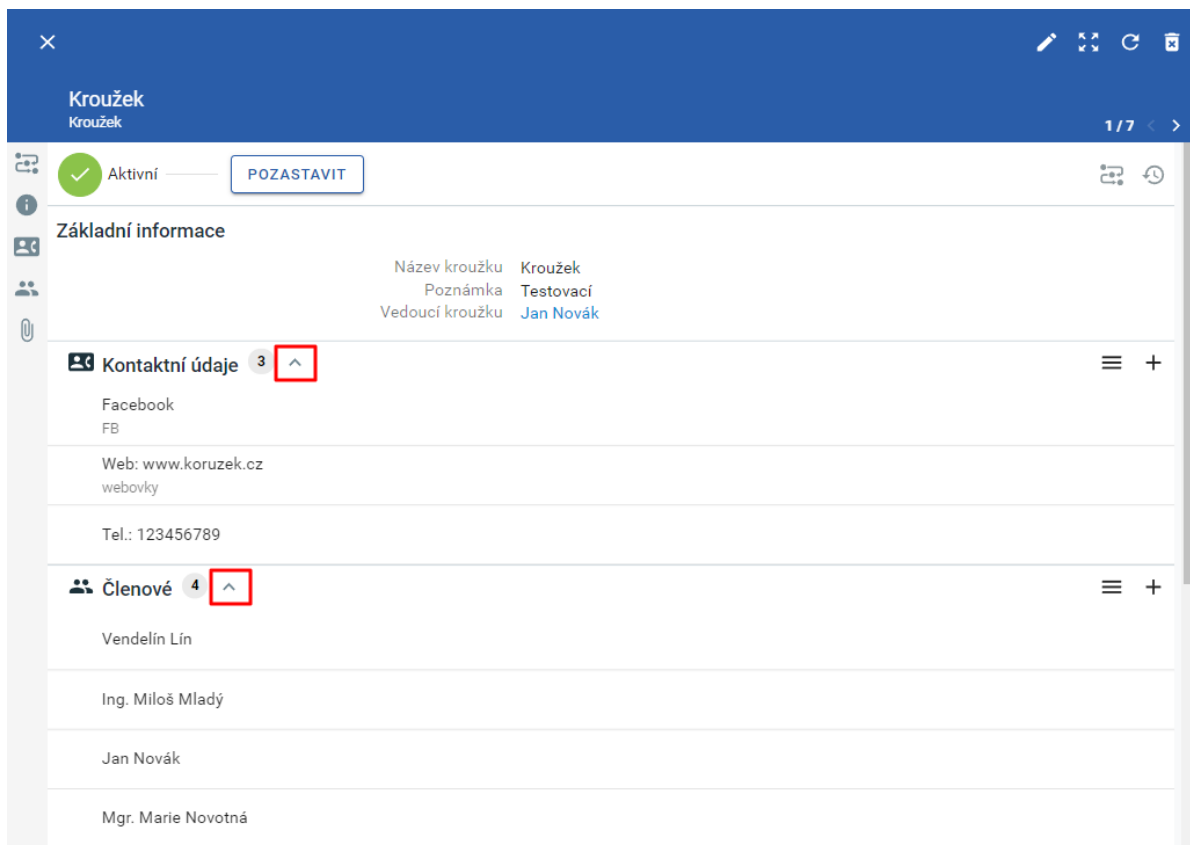 Kroužek
Kroužek
1 / 7
Aktivní
POZASTAVIT
Základní informace
Název kroužku Kroužek
Poznámka Testovací
Vedoucí kroužku Jan Novák
Kontaktní údaje 3
Facebook
FB
Web: www.koruzek.cz
webovky
Tel.: 123456789
Členové 4
Vendelín Lín
Ing. Miloš Mladý
Jan Novák
Mgr. Marie Novotná